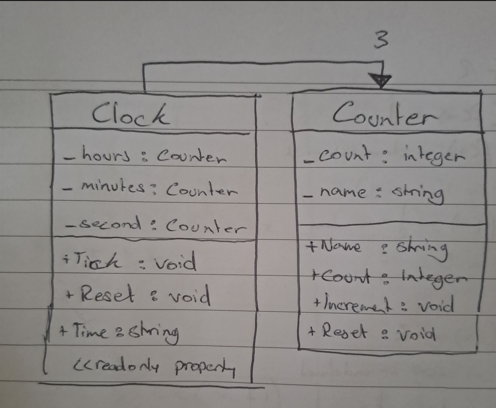 3
Clock
- hours : Counter
- minutes : Counter
- second : Counter
+ Tick : void
+ Reset : void
+ Time : string
<<readonly property
Counter
- count : integer
- name : string
+ Name : string
+ Count : Integer
+ Increment : void
+ Reset : void